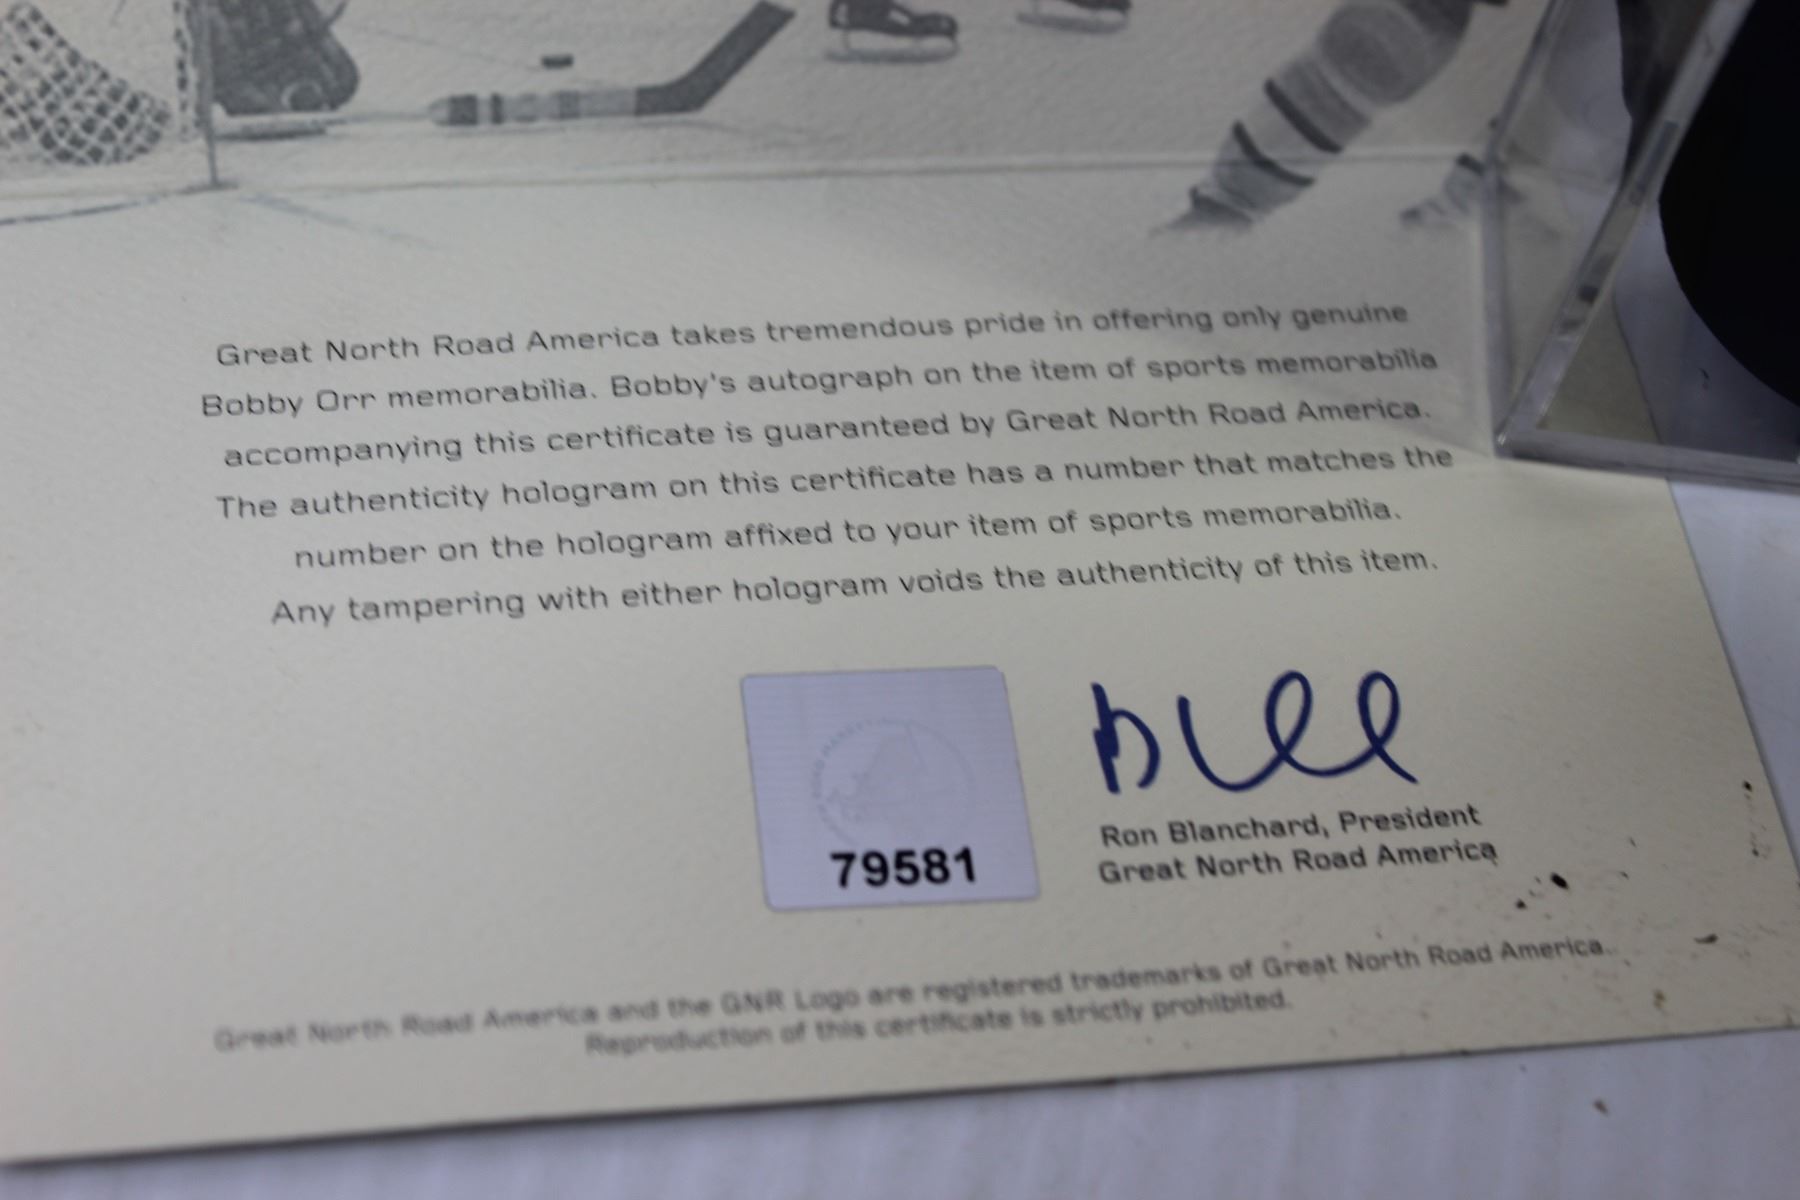 Great North Road America takes tremendous pride in offering only genuine
Bobby Orr memorabilia. Bobby's autograph on the item of sports memorabilia
accompanying this certificate is guaranteed by Great North Road America.
The authenticity hologram on this certificate has a number that matches the
number on the hologram affixed to your item of sports memorabilia.
Any tampering with either hologram voids the authenticity of this item.
79581
Ron Blanchard, President
Great North Road America
Great North Road America and the GNR Logo are registered trademarks of Great North Road America.
Reproduction of this certificate is strictly prohibited.